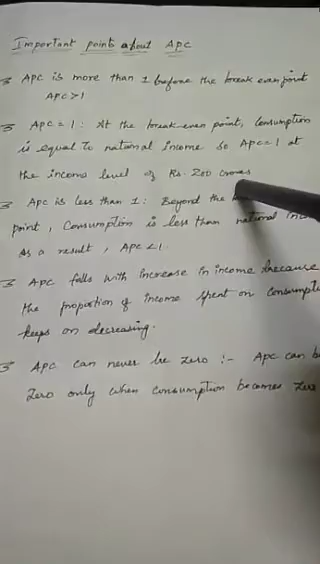 Important points about APC
APC is more than 1 before the break even point
APC>1
APC = 1 : At the break-even point, Consumption
is equal to national income so APC=1 at
the income level of Rs. 200 crores
APC is less than 1 : Beyond the
point, Consumption is less than national
As a result, APC <1.
APC falls with increase in income because
the proportion of income spent on
keeps on decreasing.
APC can never be zero :- APC can
Zero only when consumption becomes zero